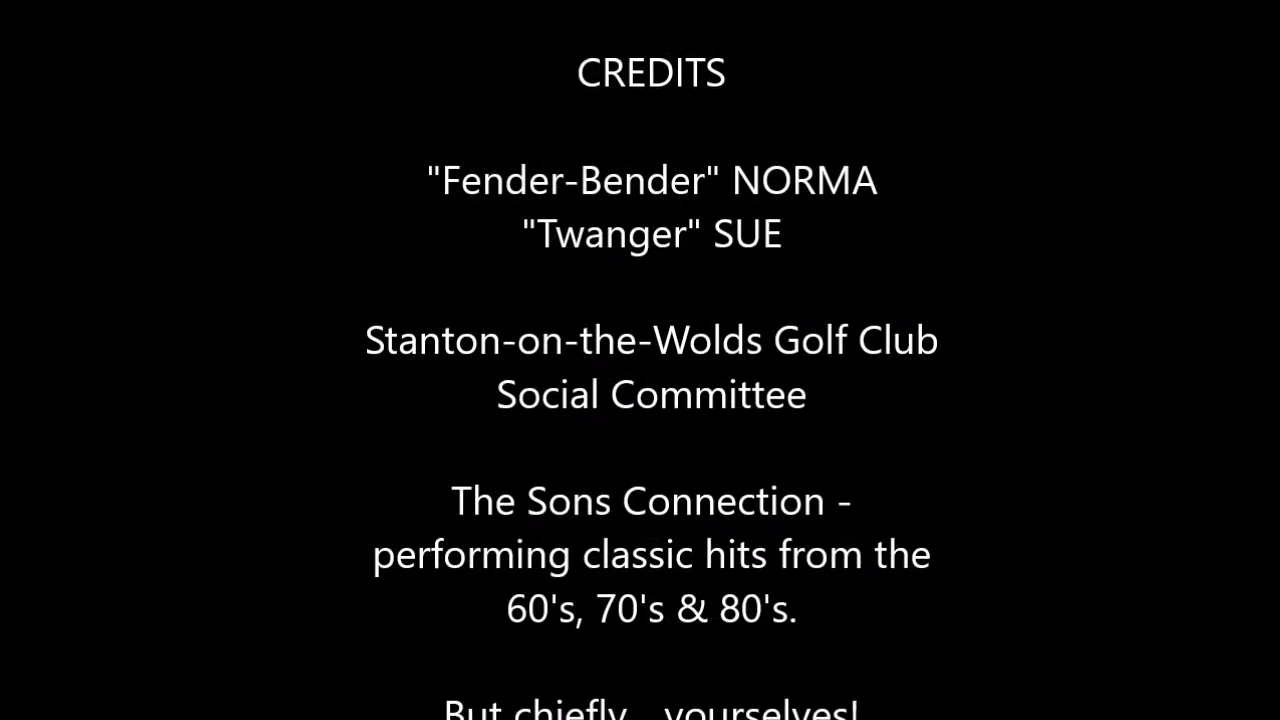 CREDITS
"Fender-Bender" NORMA
"Twanger" SUE
Stanton-on-the-Wolds Golf Club
Social Committee
The Sons Connection -
performing classic hits from the
60's, 70's & 80's.
But chiefly... yourselves!